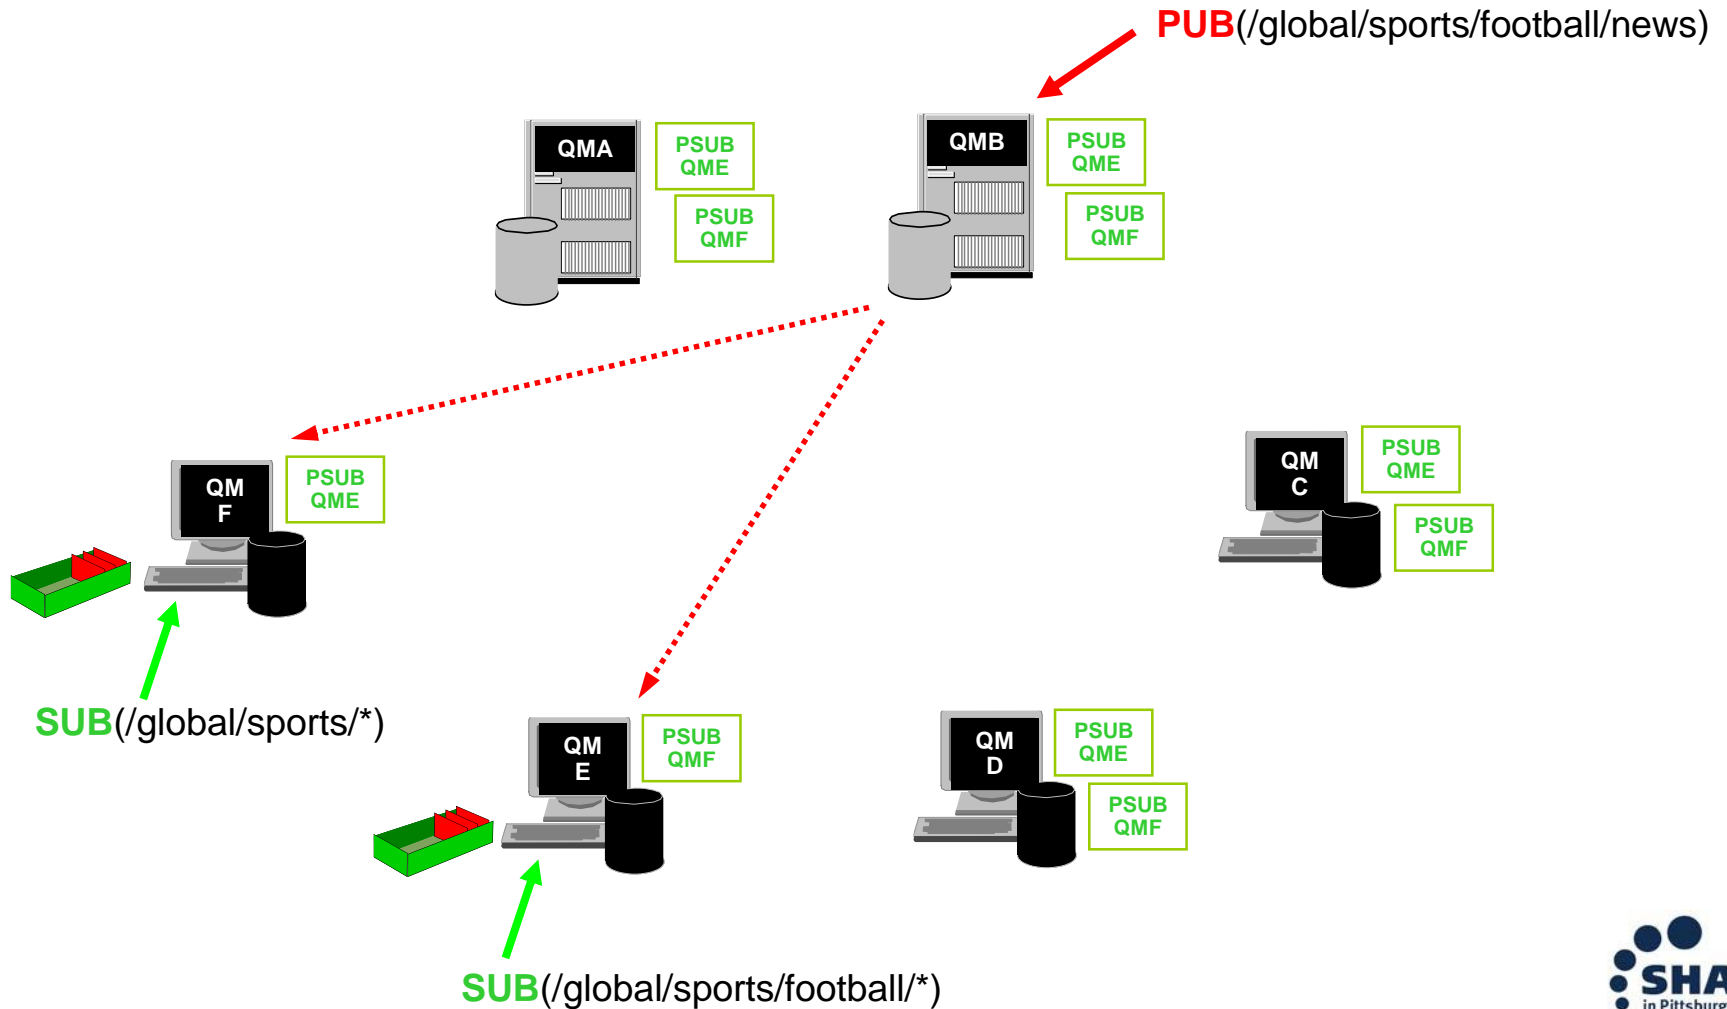 PUB(/global/sports/football/news)
QMA
PSUB
QME
PSUB
QMF
QMB
PSUB
QME
PSUB
QMF
QM
F
PSUB
QME
QM
C
PSUB
QME
PSUB
QMF
SUB(/global/sports/*)
QM
E
PSUB
QMF
QM
D
PSUB
QME
PSUB
QMF
SUB(/global/sports/football/*)
SHA
in Pittsburg